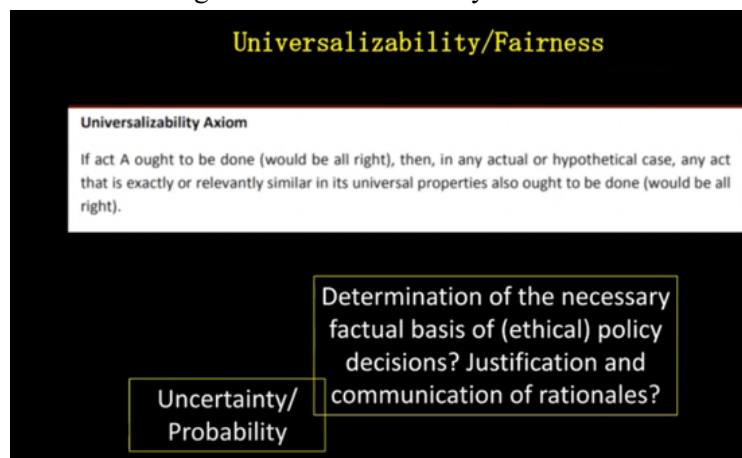 Universalizability/Fairness
Universalizability Axiom
If act A ought to be done (would be all right), then, in any actual or hypothetical case, any act
that is exactly or relevantly similar in its universal properties also ought to be done (would be all
right).
Determination of the necessary
factual basis of (ethical) policy
decisions? Justification and
communication of rationales?
Uncertainty/
Probability